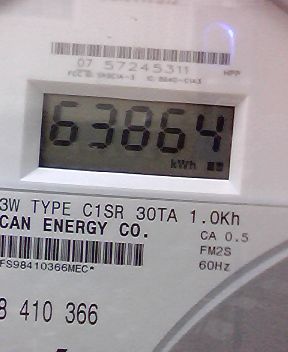 07 57245311
63864
kWh
3W TYPE C1SR 30TA 1.0Kh
CAN ENERGY CO.
CA 0.5
FM2S
60Hz
FS98410366MEC*
8 410 366